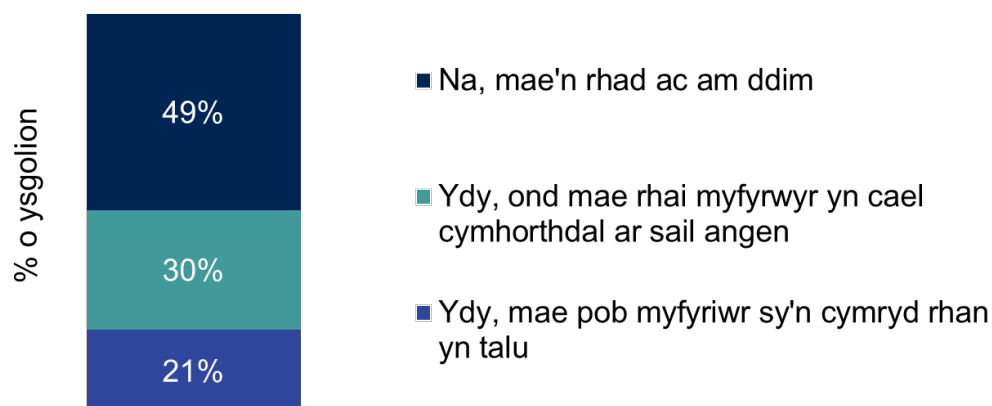 % o ysgolion
49%
30%
21%
Na, mae'n rhad ac am ddim
Ydy, ond mae rhai myfyrwyr yn cael
cymhorthdal ar sail angen
Ydy, mae pob myfyriwr sy'n cymryd rhan
yn talu